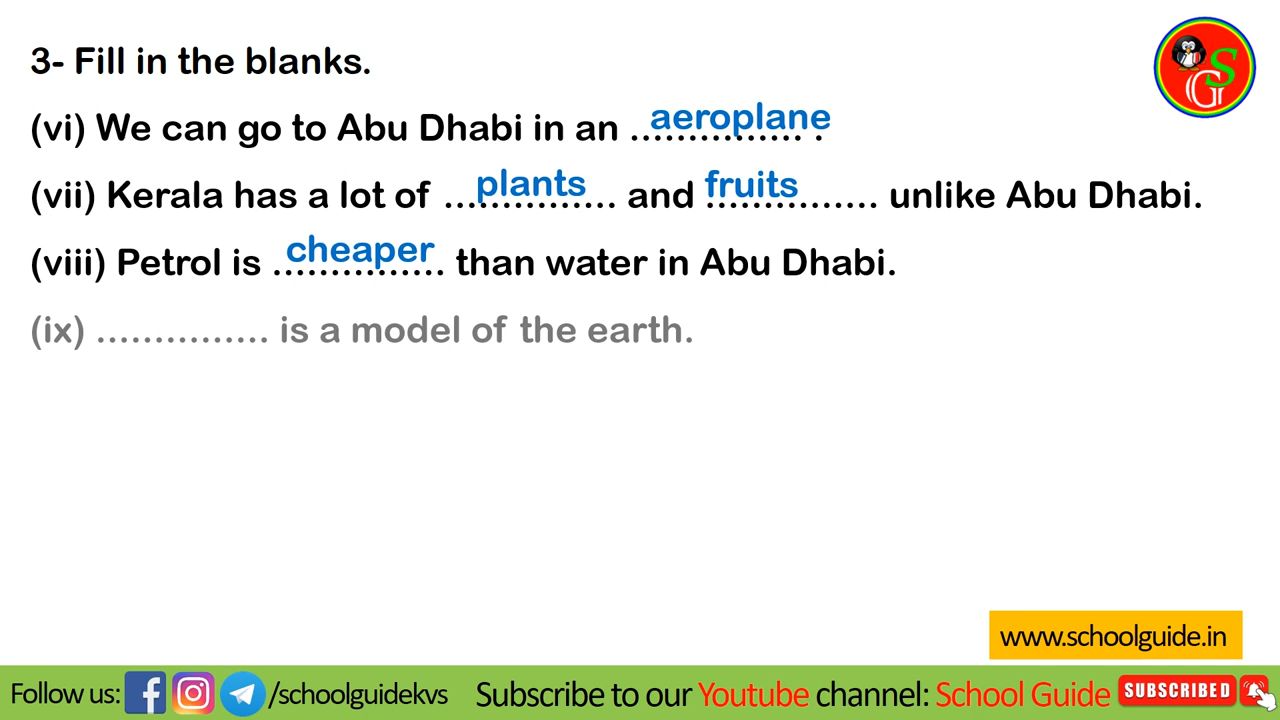 3- Fill in the blanks.
(vi) We can go to Abu Dhabi in an aeroplane ............... .
(vii) Kerala has a lot of plants ............... and fruits ............... unlike Abu Dhabi.
(viii) Petrol is cheaper ............... than water in Abu Dhabi.
(ix) ............... is a model of the earth.
SG
www.schoolguide.in
Follow us: /schoolguidekvs Subscribe to our Youtube channel: School Guide SUBSCRIBED